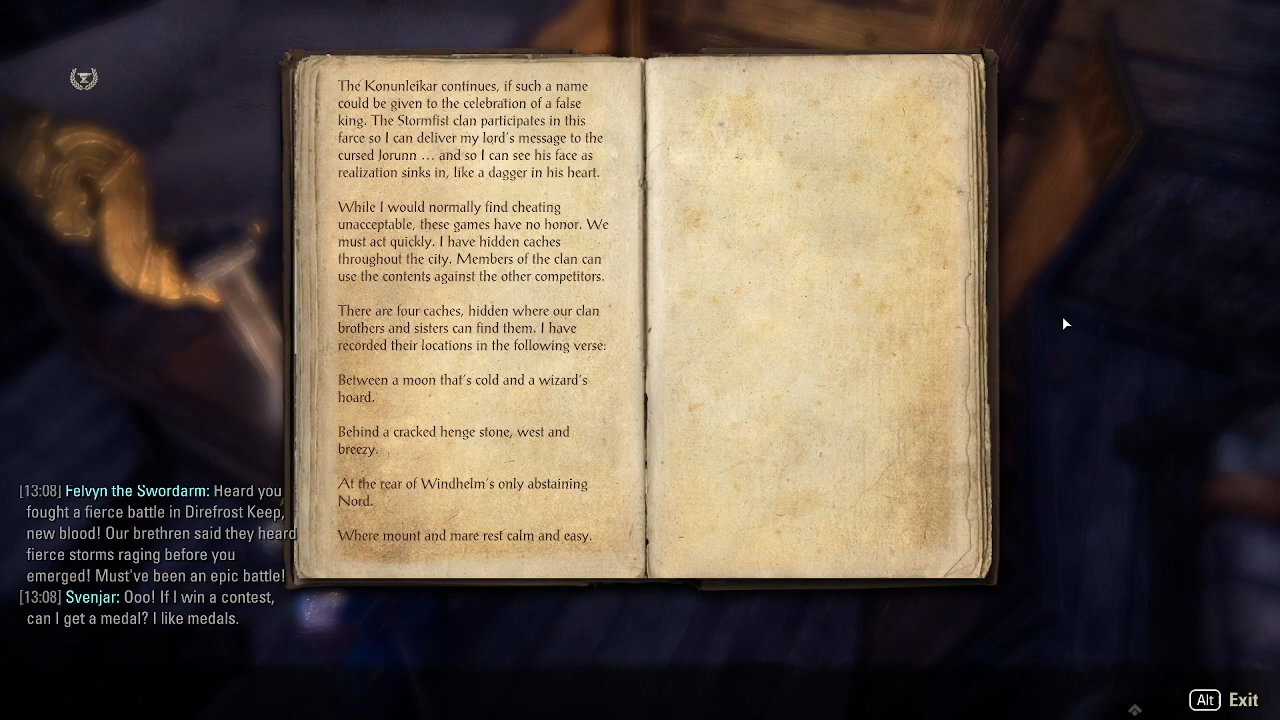 The Konunleikar continues, if such a name
could be given to the celebration of a false
king. The Stormfist clan participates in this
farce so I can deliver my lord's message to the
cursed Jorunn ... and so I can see his face as
realization sinks in, like a dagger in his heart.
While I would normally find cheating
unacceptable, these games have no honor. We
must act quickly. I have hidden caches
throughout the city. Members of the clan can
use the contents against the other competitors.
There are four caches, hidden where our clan
brothers and sisters can find them. I have
recorded their locations in the following verse:
Between a moon that's cold and a wizard's
hoard.
Behind a cracked henge stone, west and
breezy.
At the rear of Windhelm's only abstaining
Nord.
Where mount and mare rest calm and easy.
[13:08] Felvyn the Swordarm: Heard you
fought a fierce battle in Direfrost Keep,
new blood! Our brethren said they heard
fierce storms raging before you
emerged! Must've been an epic battle!
[13:08] Svenjar: Ooo! If I win a contest,
can I get a medal? I like medals.
Alt Exit